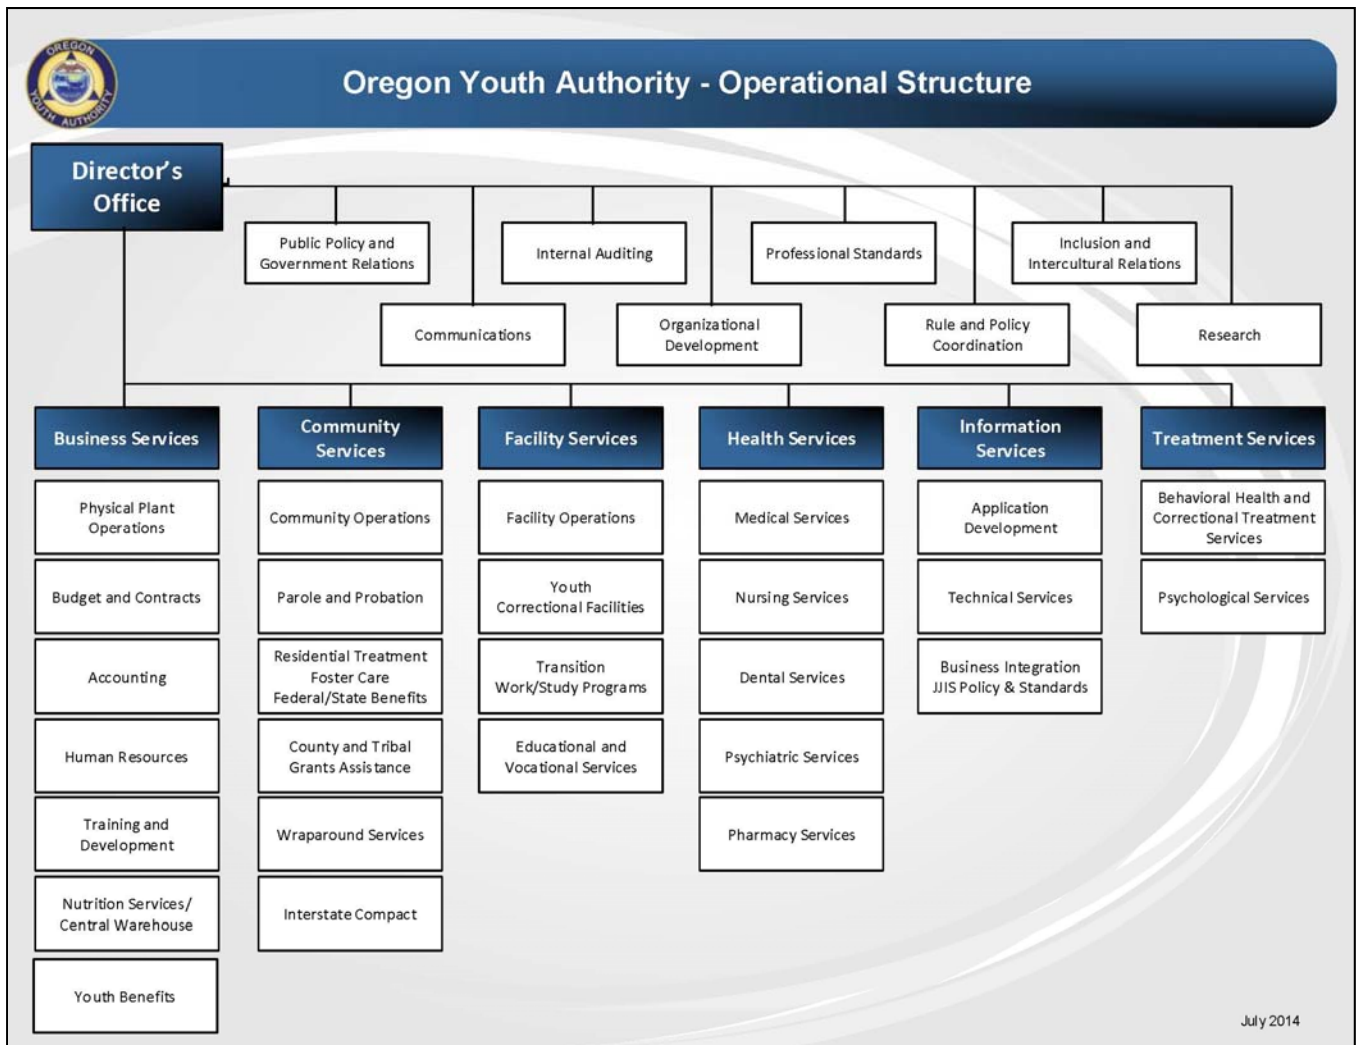 OREGON
YOUTH AUTHORITY
Oregon Youth Authority - Operational Structure
Director's
Office
Public Policy and
Government Relations
Internal Auditing
Professional Standards
Inclusion and
Intercultural Relations
Communications
Organizational
Development
Rule and Policy
Coordination
Research
Business Services
Community
Services
Facility Services
Health Services
Information
Services
Treatment Services
Physical Plant
Operations
Budget and Contracts
Accounting
Human Resources
Training and
Development
Nutrition Services/
Central Warehouse
Youth Benefits
Community Operations
Parole and Probation
Residential Treatment
Foster Care
Federal/State Benefits
County and Tribal
Grants Assistance
Wraparound Services
Interstate Compact
Facility Operations
Youth
Correctional Facilities
Transition
Work/Study Programs
Educational and
Vocational Services
Medical Services
Nursing Services
Dental Services
Psychiatric Services
Pharmacy Services
Application
Development
Technical Services
Business Integration
JJIS Policy & Standards
Behavioral Health and
Correctional Treatment
Services
Psychological Services
July 2014